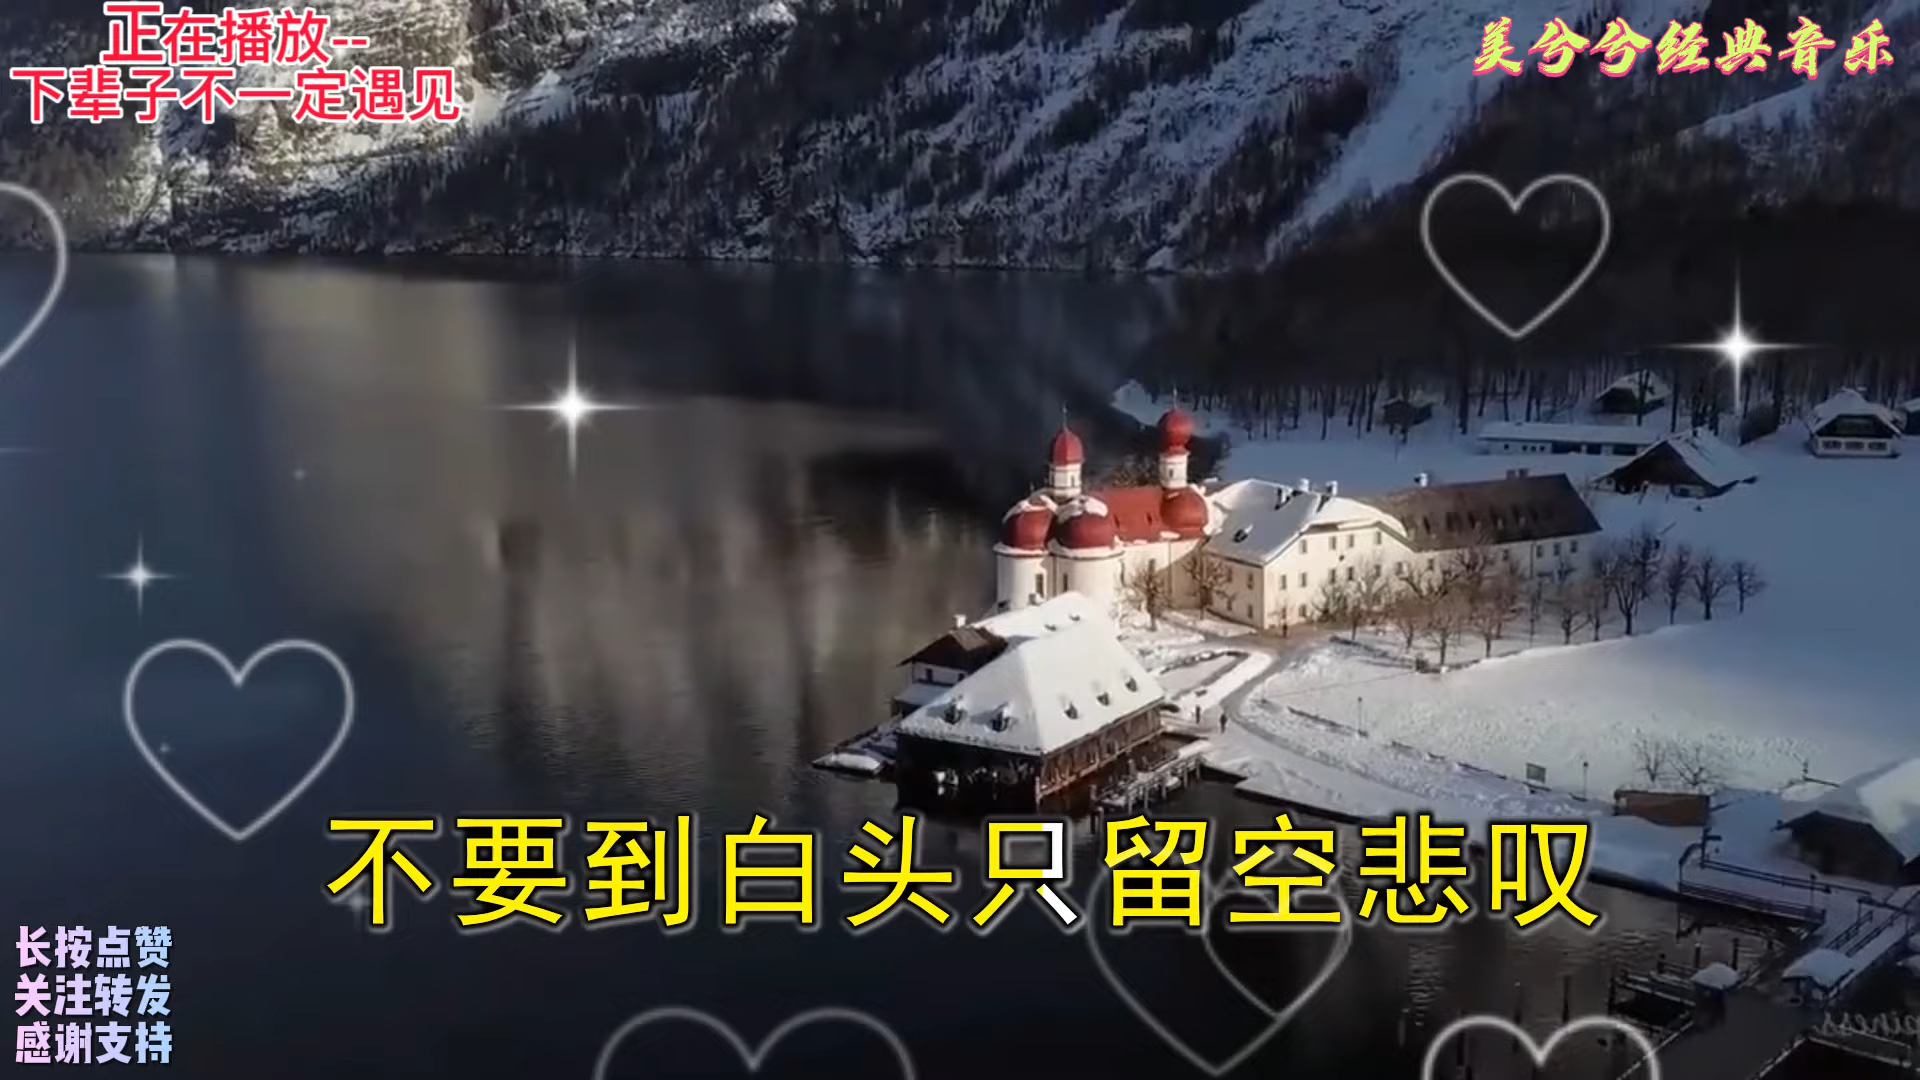 正在播放--
下辈子不一定遇见
美兮兮经典音乐
不要到白头只留空悲叹
长按点赞
关注转发
感谢支持